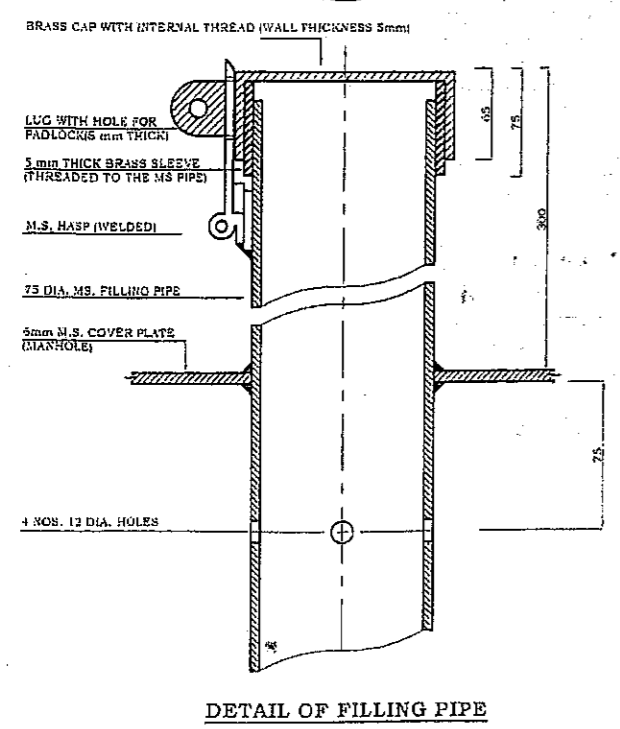 BRASS CAP WITH INTERNAL THREAD (WALL THICKNESS 5mm)
LUG WITH HOLE FOR
PADLOCK(5 mm THICK)
5 mm THICK BRASS SLEEVE
(THREADED TO THE MS PIPE)
M.S. HASP (WELDED)
75 DIA. MS. FILLING PIPE
6mm M.S. COVER PLATE
(MANHOLE)
4 NOS. 12 DIA. HOLES
65
75
300
75
DETAIL OF FILLING PIPE